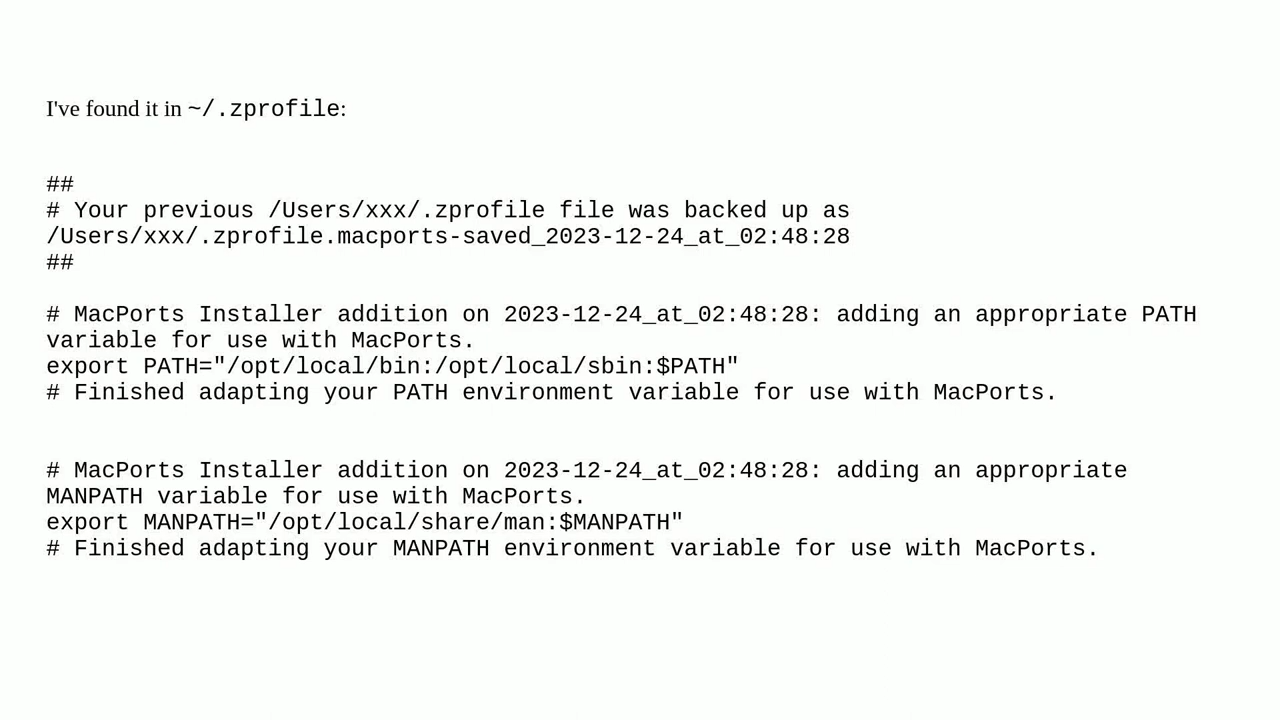 I've found it in ~/.zprofile:
##
# Your previous /Users/xxx/.zprofile file was backed up as
/Users/xxx/.zprofile.macports-saved_2023-12-24_at_02:48:28
##
# MacPorts Installer addition on 2023-12-24_at_02:48:28: adding an appropriate PATH
variable for use with MacPorts.
export PATH="/opt/local/bin:/opt/local/sbin:$PATH"
# Finished adapting your PATH environment variable for use with MacPorts.
# MacPorts Installer addition on 2023-12-24_at_02:48:28: adding an appropriate
MANPATH variable for use with MacPorts.
export MANPATH="/opt/local/share/man:$MANPATH"
# Finished adapting your MANPATH environment variable for use with MacPorts.